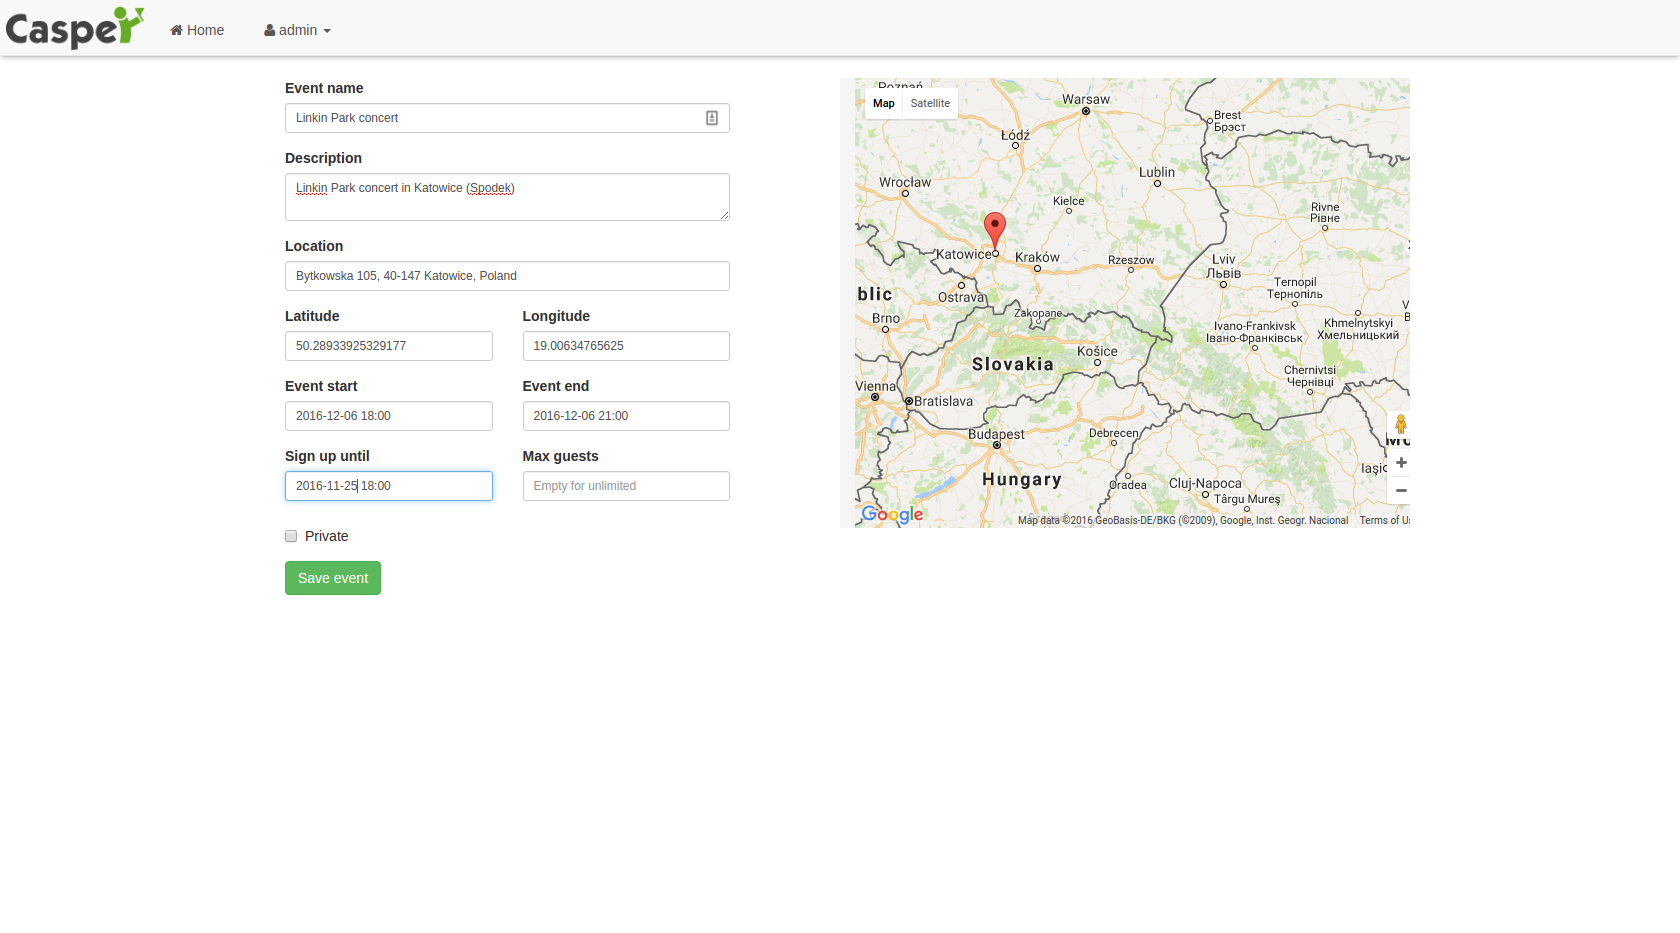 Casper
Home
admin
Event name
Linkin Park concert
Description
Linkin Park concert in Katowice (Spodek)
Location
Bytkowska 105, 40-147 Katowice, Poland
Latitude
Longitude
50.28933925329177
19.00634765625
Event start
Event end
2016-12-06 18:00
2016-12-06 21:00
Sign up until
Max guests
2016-11-25 18:00
Empty for unlimited
Private
Save event
Poznań
Map
Satellite
Warsaw
Brest
Брэст
Łódź
Lublin
Wrocław
Kielce
Rivne
Рівне
Katowice
Kraków
Rzeszow
Lviv
Львів
Ternopil
Тернопіль
blic
Ostrava
Zakopane
Brno
Ivano-Frankivsk
Івано-Франківськ
Khmelnytskyi
Хмельницький
Košice
Slovakia
Chernivtsi
Чернівці
Vienna
Bratislava
Budapest
Debrecen
Iași
Hungary
Oradea
Cluj-Napoca
Târgu Mureș
Google
Map data ©2016 GeoBasis-DE/BKG (©2009), Google, Inst. Geogr. Nacional
Terms of Us